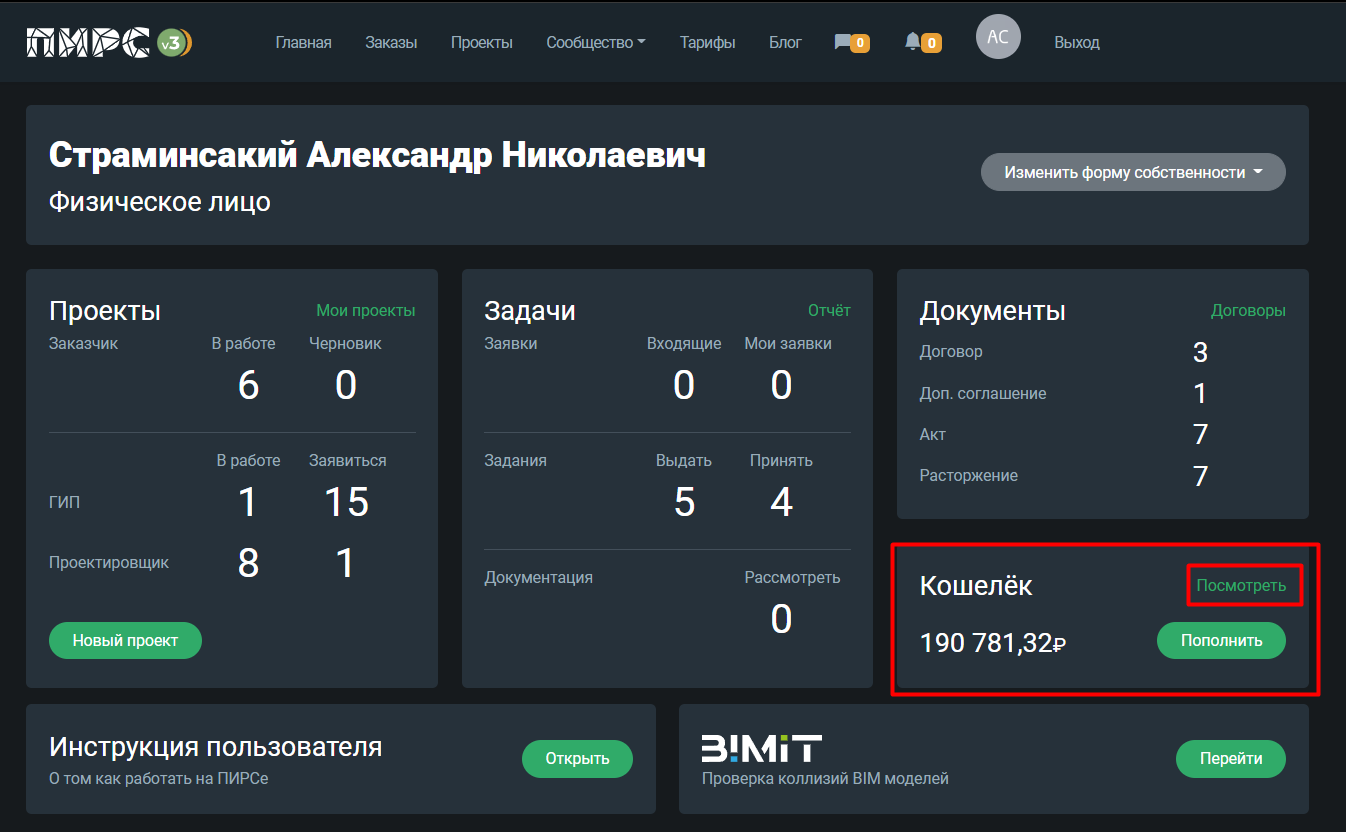 ПИРС v3 Главная Заказы Проекты Сообщество Тарифы Блог 0 0 АС Выход
Страминсакий Александр Николаевич
Физическое лицо
Изменить форму собственности
Проекты Мои проекты
Заказчик В работе Черновик
6 0
В работе Заявиться
ГИП 1 15
Проектировщик 8 1
Новый проект
Задачи Отчёт
Заявки Входящие Мои заявки
0 0
Задания Выдать Принять
5 4
Документация Рассмотреть
0
Документы Договоры
Договор 3
Доп. соглашение 1
Акт 7
Расторжение 7
Кошелёк Посмотреть
190 781,32₽ Пополнить
Инструкция пользователя
О том как работать на ПИРСе
Открыть
B!MiT
Проверка коллизий BIM моделей
Перейти